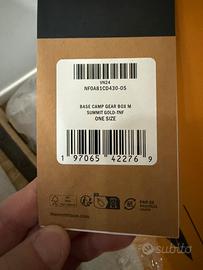 VN24
NF0A81CD430-OS
BASE CAMP GEAR BOX M
SUMMIT GOLD-TNF
ONE SIZE
1 97065 42276 9
subito